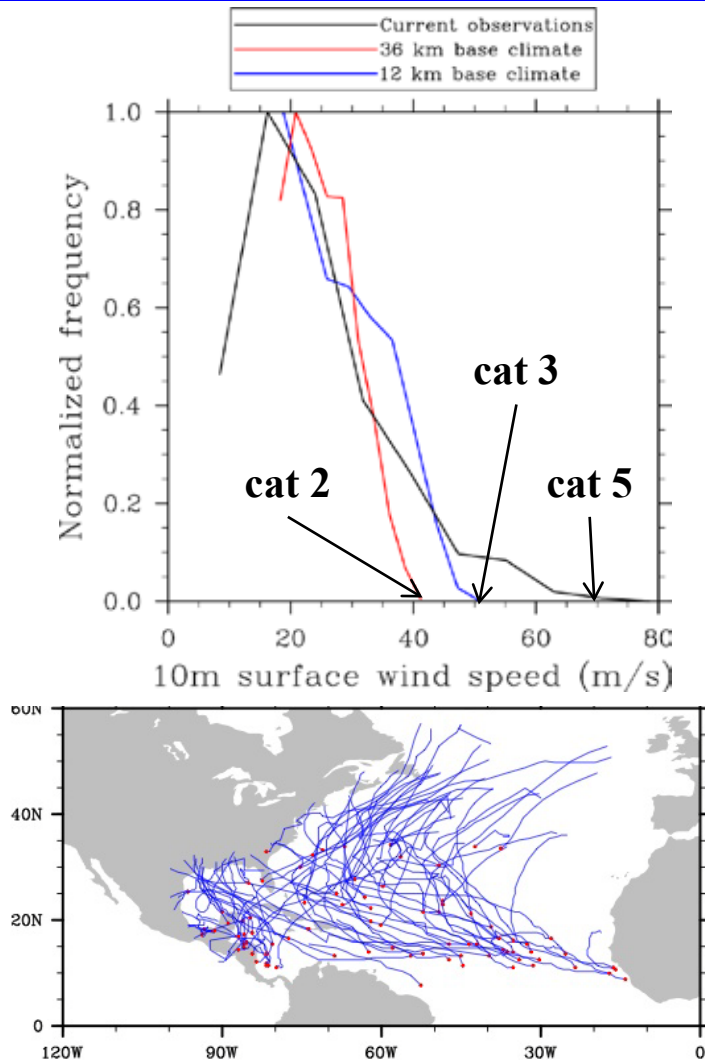 Current observations
36 km base climate
12 km base climate
1.0
0.8
0.6
0.4
0.2
0.0
Normalized frequency
cat 3
cat 2
cat 5
0 20 40 60 80
10m surface wind speed (m/s)
60N
40N
20N
0
120W 90W 60W 30W 0